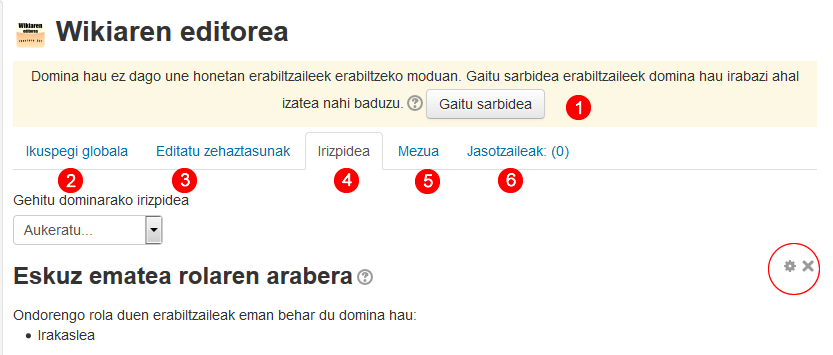 Wikiaren
Wikiaren editorea
Domina hau ez dago une honetan erabiltzaileek erabiltzeko moduan. Gaitu sarbidea erabiltzaileek domina hau irabazi ahal
izatea nahi baduzu. ? Gaitu sarbidea 1
Ikuspegi globala Editatu zehaztasunak Irizpidea Mezua Jasotzaileak: (0)
2 3 4 5 6
Gehitu dominarako irizpidea
Aukeratu...
Eskuz ematea rolaren arabera ?
Ondorengo rola duen erabiltzaileak eman behar du domina hau:
• Irakaslea